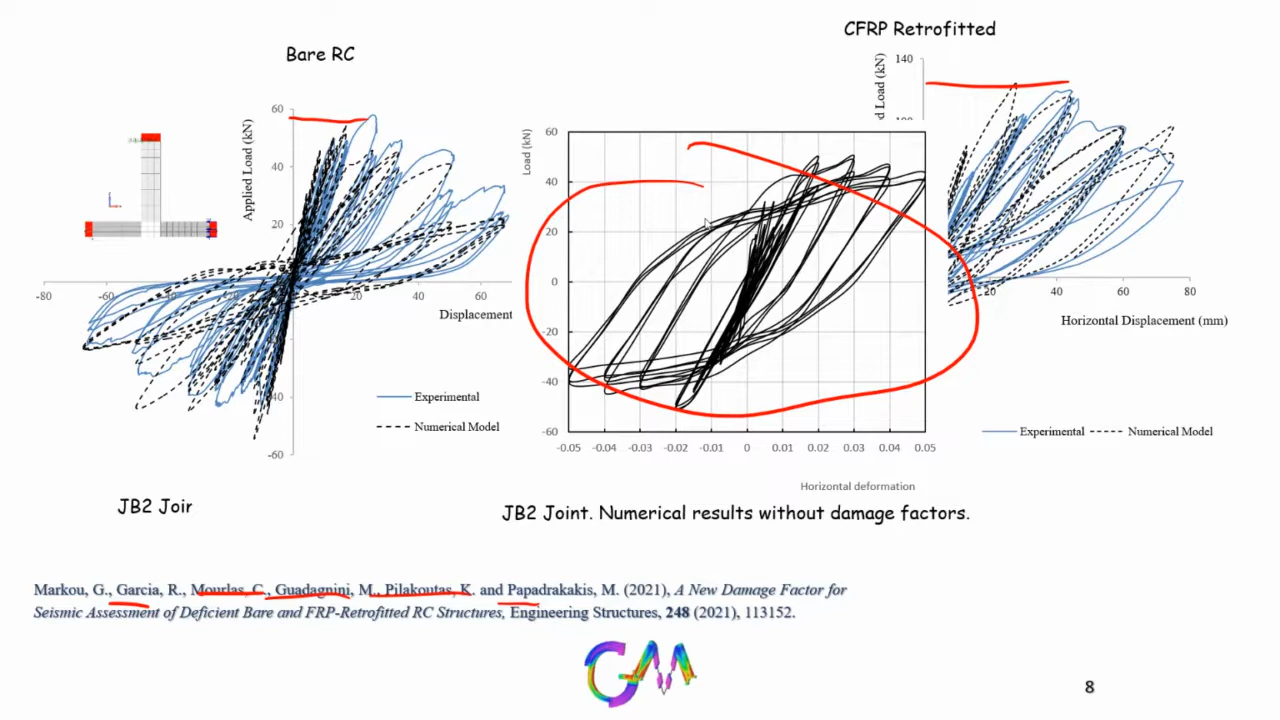 CFRP Retrofitted
Bare RC
140
d Load (kN)
60
40
20
Applied Load (kN)
-80
-60
20
40
60
Displacement
40
-60
Experimental
Numerical Model
JB2 Joir
Load (kN)
60
40
20
0
-20
-40
-60
-0.05 -0.04 -0.03 -0.02 -0.01 0 0.01 0.02 0.03 0.04 0.05
Horizontal deformation
JB2 Joint. Numerical results without damage factors.
20 40 60 80
Horizontal Displacement (mm)
Experimental Numerical Model
Markou, G., Garcia, R., Mourlas, C., Guadagnini, M., Pilakoutas, K. and Papadrakakis, M. (2021), A New Damage Factor for
Seismic Assessment of Deficient Bare and FRP-Retrofitted RC Structures, Engineering Structures, 248 (2021), 113152.
GM
8